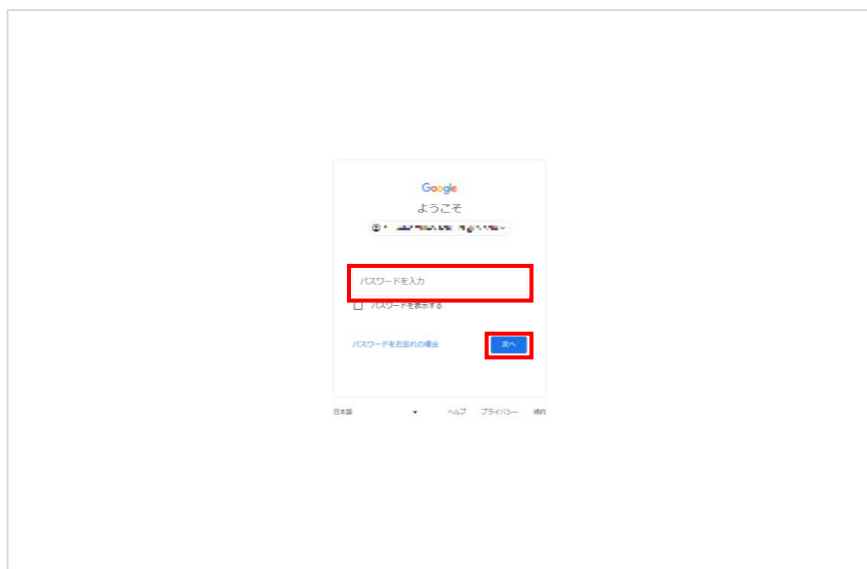 Google
ようこそ
パスワードを入力
パスワードを表示する
パスワードをお忘れの場合
次へ
日本語
ヘルプ
プライバシー
規約